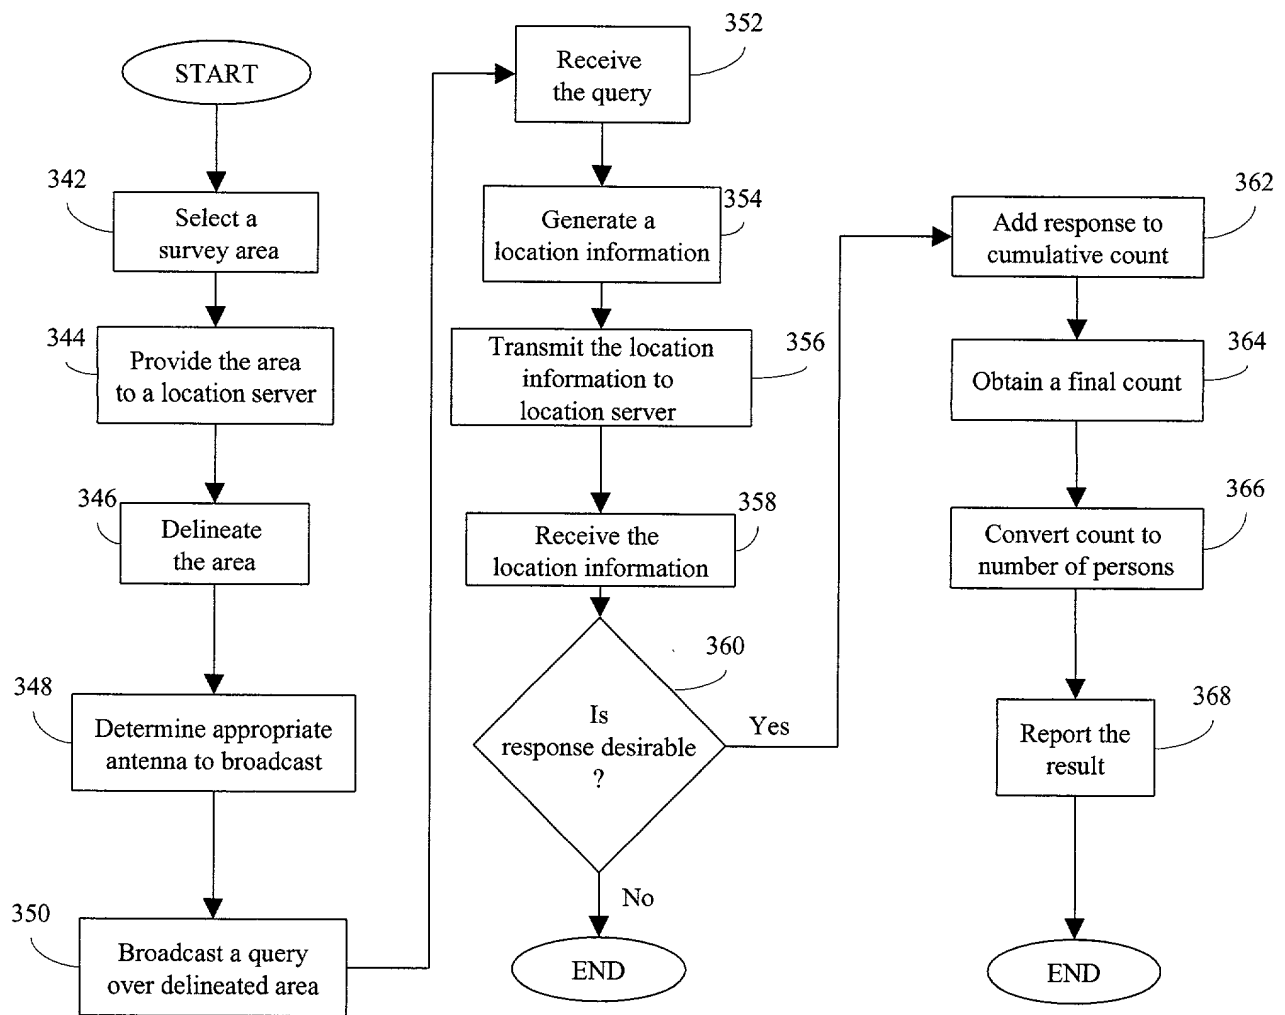 START
342
Select a
survey area
344
Provide the area
to a location server
346
Delineate
the area
348
Determine appropriate
antenna to broadcast
350
Broadcast a query
over delineated area
352
Receive
the query
354
Generate a
location information
356
Transmit the location
information to
location server
358
Receive the
location information
360
Is
response desirable
?
Yes
No
END
362
Add response to
cumulative count
364
Obtain a final count
366
Convert count to
number of persons
368
Report the
result
END